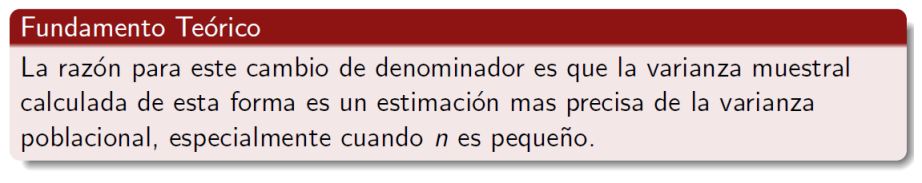 Fundamento Teórico
La razón para este cambio de denominador es que la varianza muestral
calculada de esta forma es un estimación mas precisa de la varianza
poblacional, especialmente cuando n es pequeño.